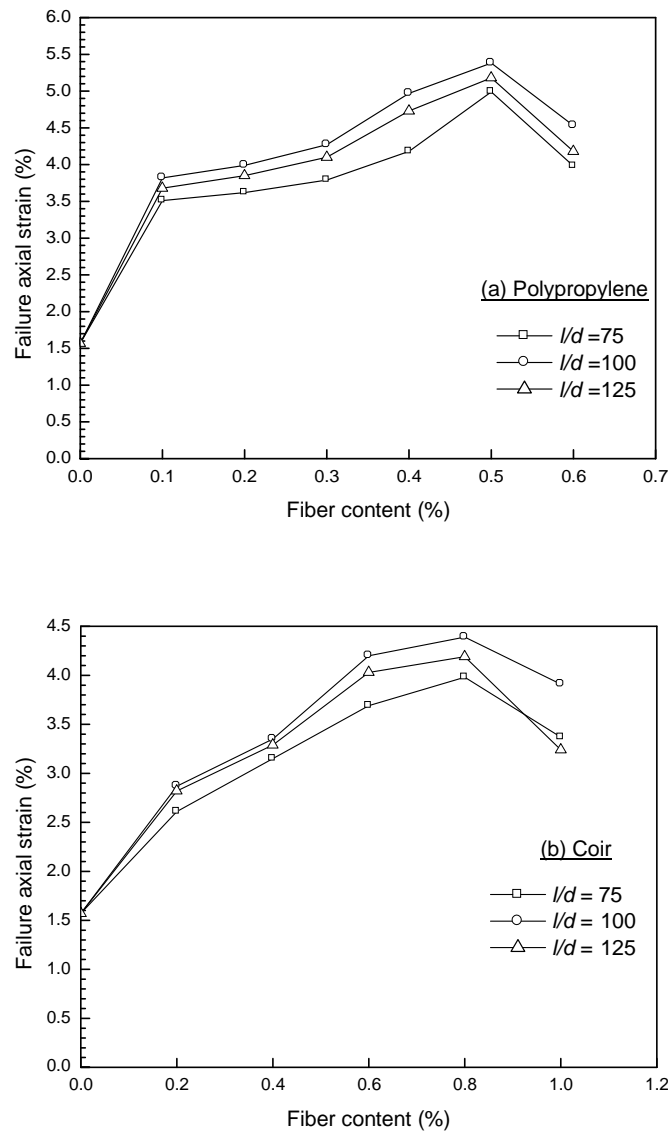 6.0
5.5
5.0
4.5
4.0
3.5
3.0
2.5
2.0
1.5
1.0
0.5
0.0
Failure axial strain (%)
(a) Polypropylene
l/d =75
l/d =100
l/d =125
0.0 0.1 0.2 0.3 0.4 0.5 0.6 0.7
Fiber content (%)
4.5
4.0
3.5
3.0
2.5
2.0
1.5
1.0
0.5
0.0
Failure axial strain (%)
(b) Coir
l/d = 75
l/d = 100
l/d = 125
0.0 0.2 0.4 0.6 0.8 1.0 1.2
Fiber content (%)